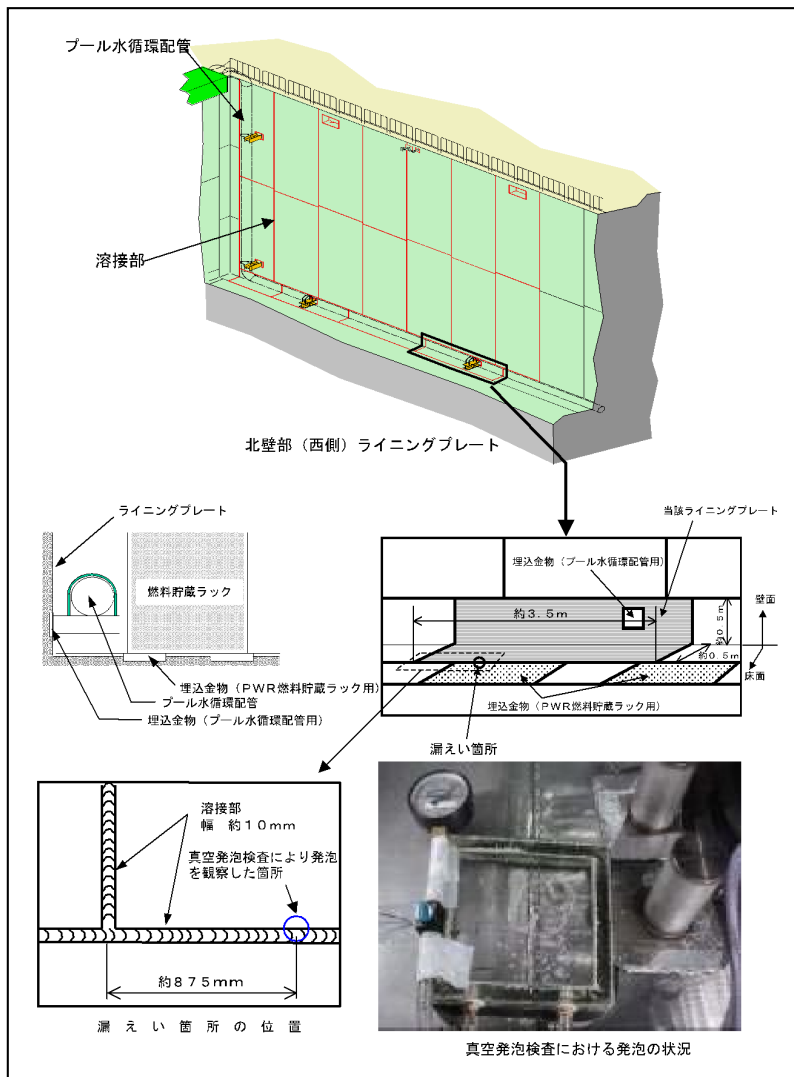 プール水循環配管
溶接部
北壁部（西側）ライニングプレート
ライニングプレート
燃料貯蔵ラック
埋込金物（PWR燃料貯蔵ラック用）
プール水循環配管
埋込金物（プール水循環配管用）
当該ライニングプレート
埋込金物（プール水循環配管用）
約3．5m
約0．5m
壁面
約0．5m
床面
埋込金物（PWR燃料貯蔵ラック用）
漏えい箇所
溶接部
幅　約10mm
真空発泡検査により発泡
を観察した箇所
約875mm
漏えい箇所の位置
真空発泡検査における発泡の状況